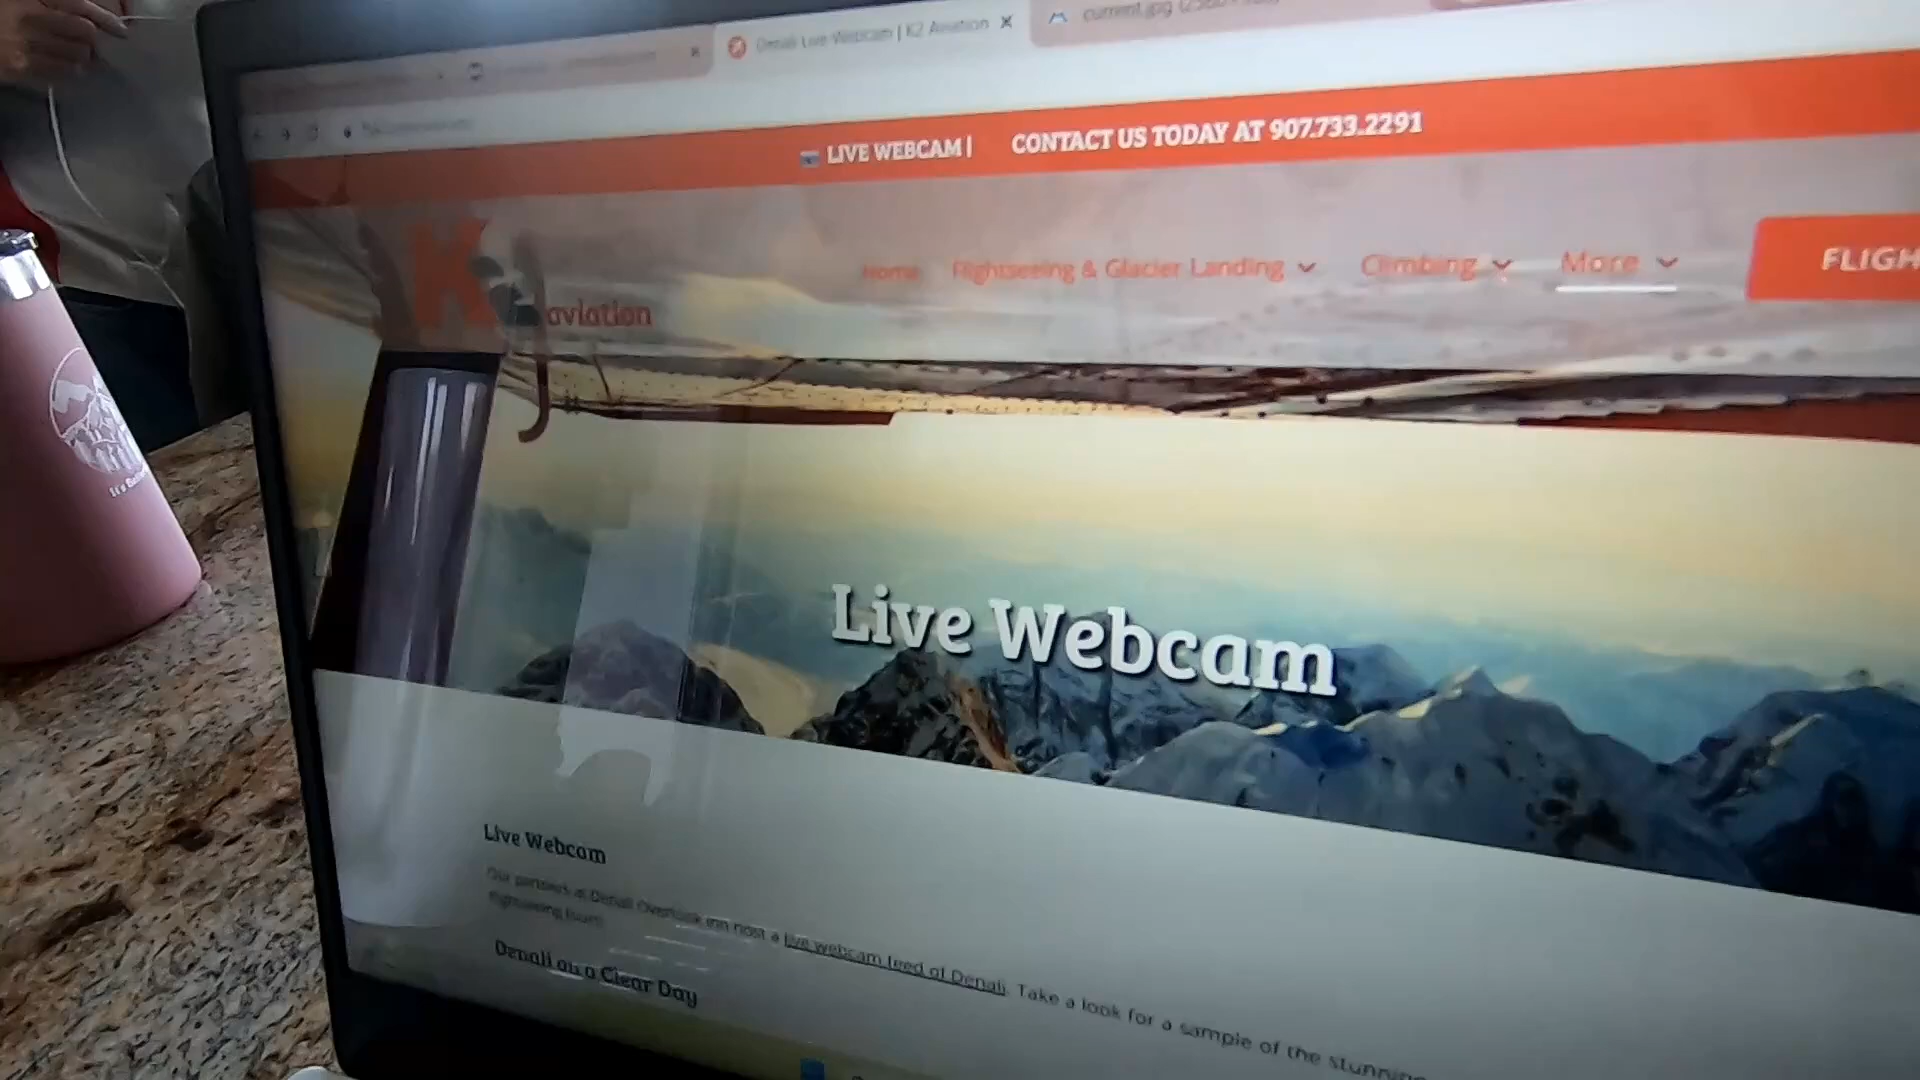 Denali Live Webcam | K2 Aviation
current.jpg
LIVE WEBCAM |
CONTACT US TODAY AT 907.733.2291
K2 aviation
Home
Flightseeing & Glacier Landing
Climbing
More
FLIGH
It's
Live Webcam
Live Webcam
Our partners at Denali Overlook Inn host a live webcam feed of Denali. Take a look for a sample of the stunning
flightseeing tours.
Denali on a Clear Day